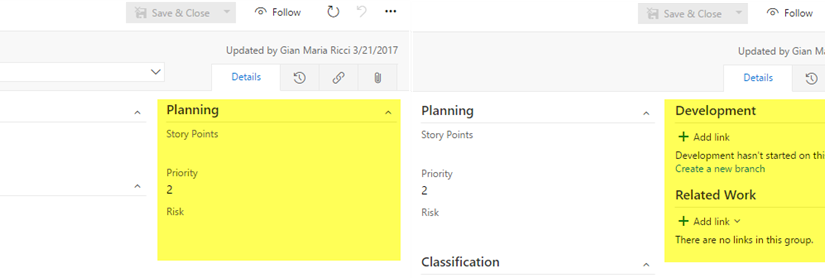 Save & Close
Follow
Updated by Gian Maria Ricci 3/21/2017
Details
Planning
Story Points
Priority
2
Risk
Save & Close
Follow
Updated by Gian Ma
Details
Planning
Story Points
Priority
2
Risk
Classification
Development
+ Add link
Development hasn't started on thi
Create a new branch
Related Work
+ Add link
There are no links in this group.